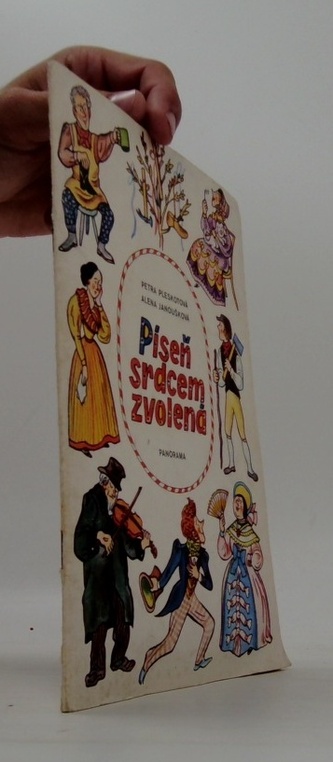 PETRA PLESKOTOVÁ
ALENA JANOUŠKOVÁ
Píseň
srdcem
zvolená
PANORAMA